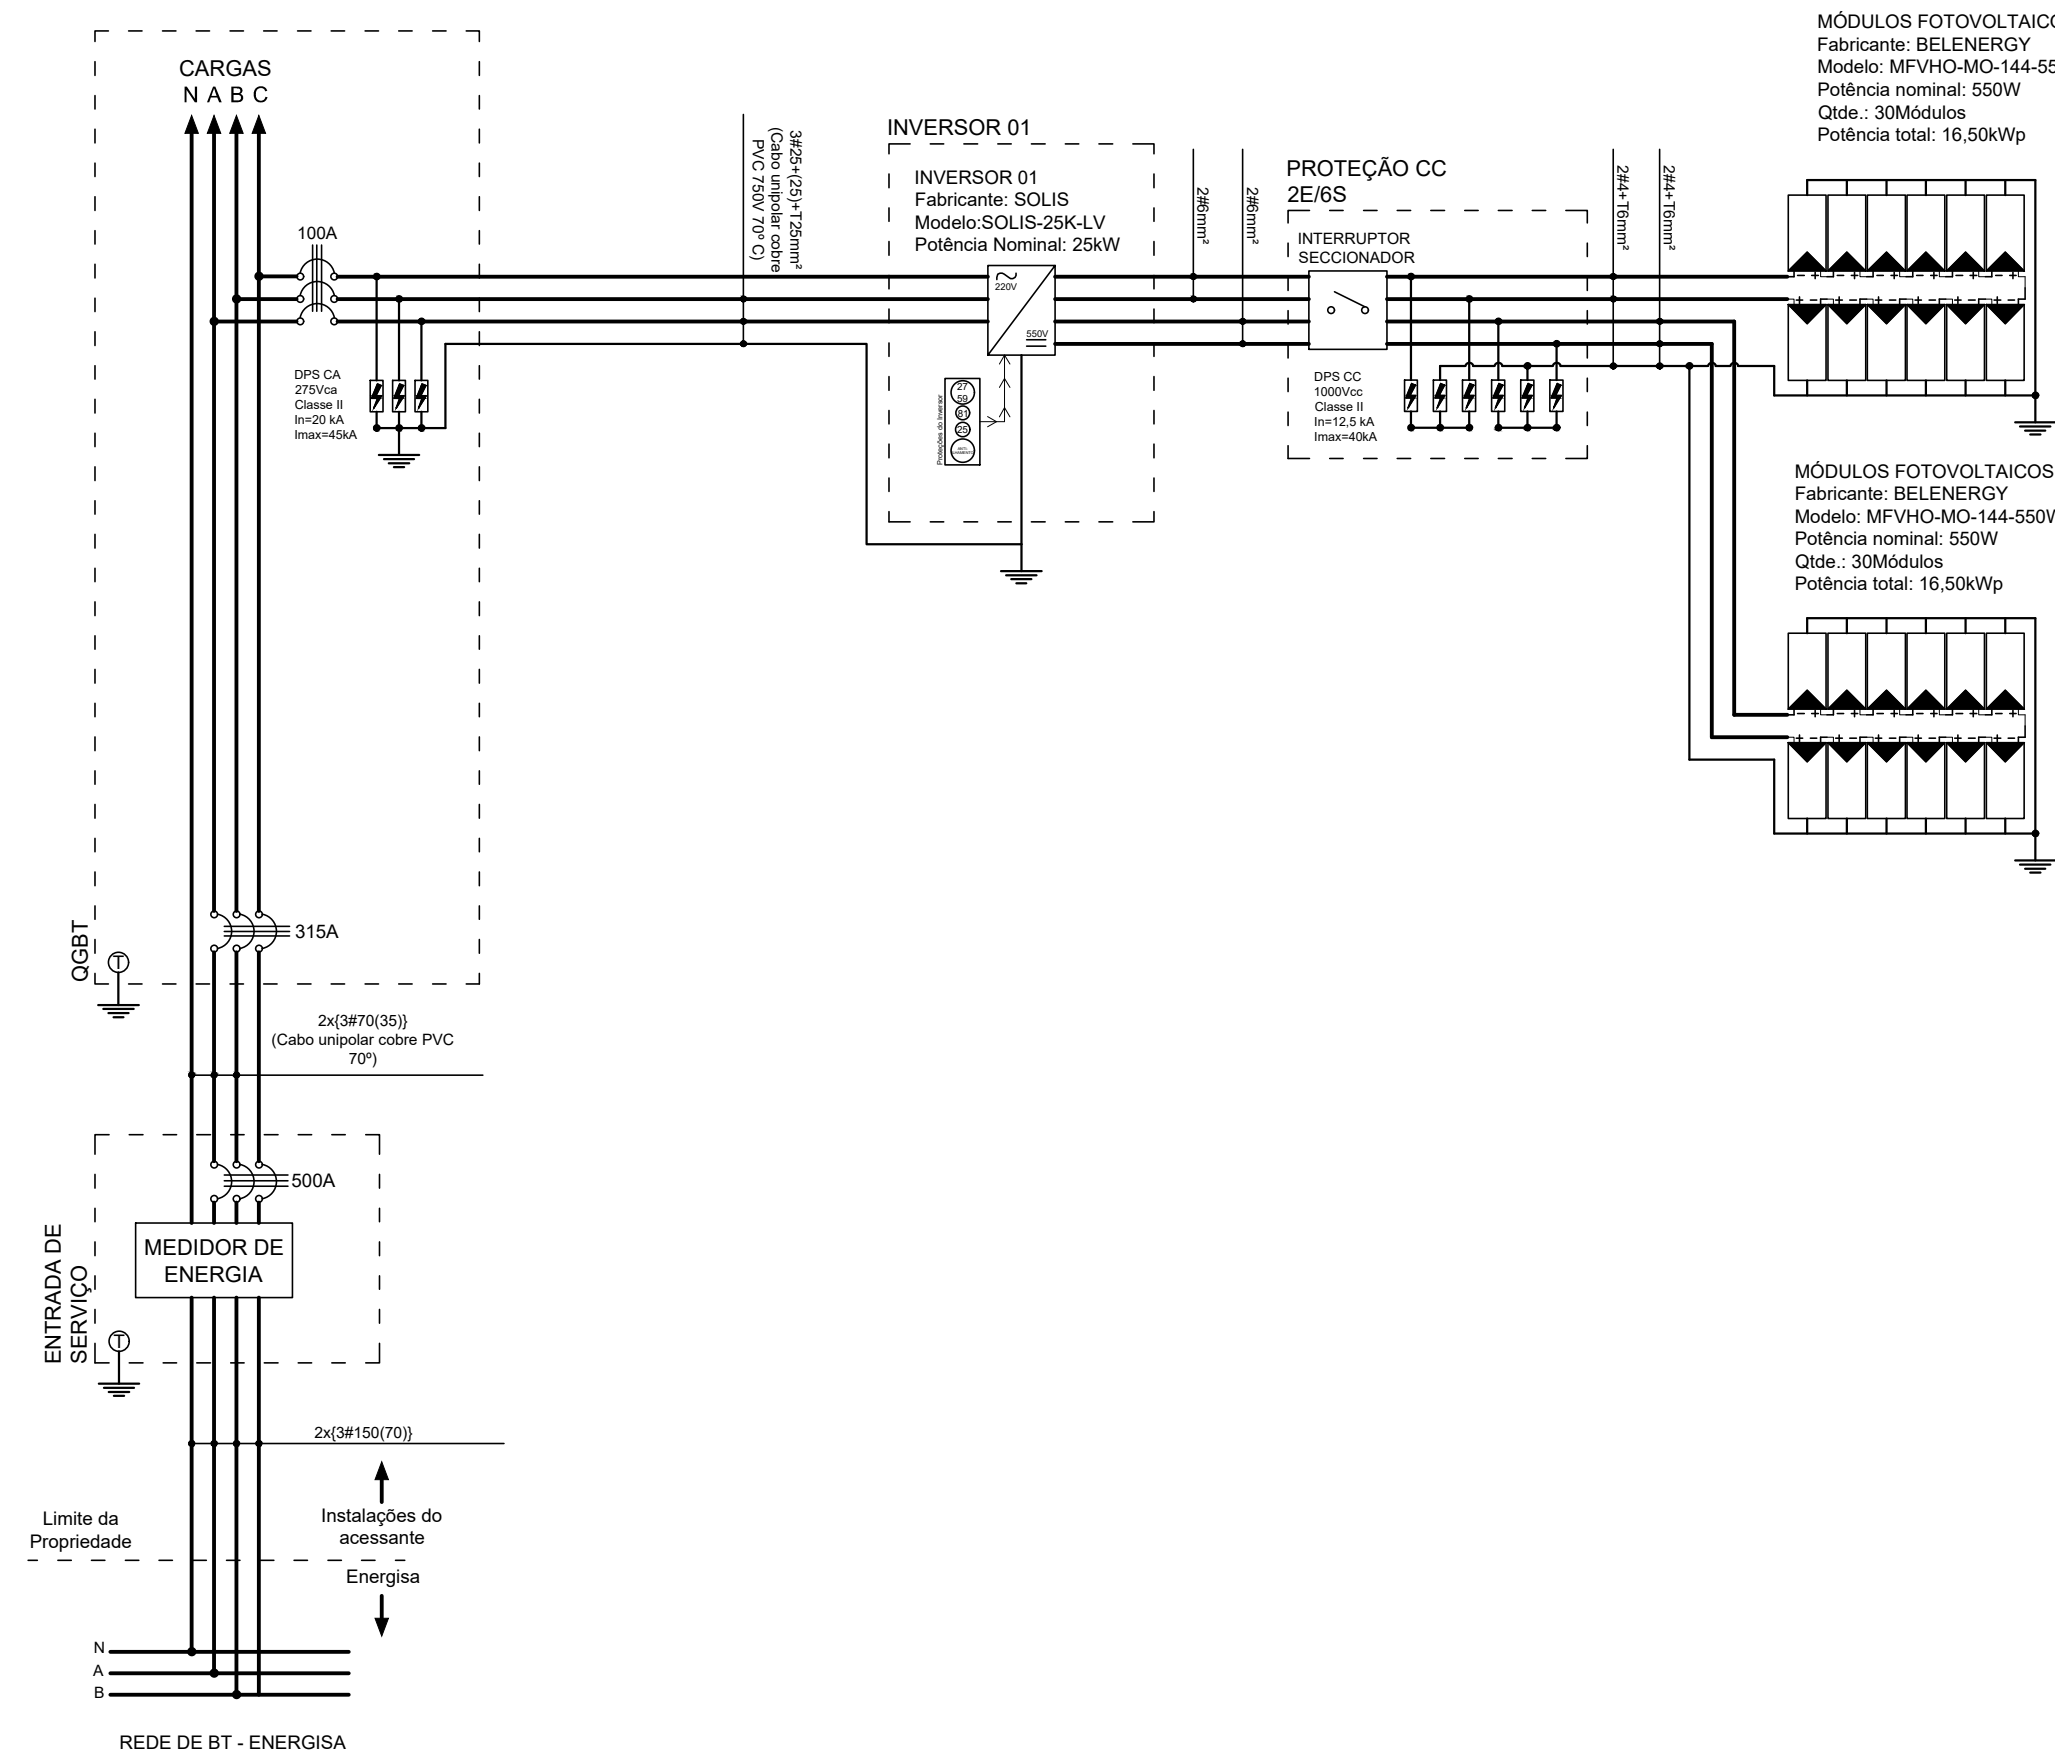 CARGAS
N A B C
100A
DPS CA
275Vca
Classe II
In=20 kA
Imax=45kA
3#25+(25)+T25mm²
(Cabo unipolar cobre
PVC 750V 70º C)
INVERSOR 01
INVERSOR 01
Fabricante: SOLIS
Modelo:SOLIS-25K-LV
Potência Nominal: 25kW
220V
550V
Proteções do Inversor
27
59
81
25
2#6mm²
2#6mm²
PROTEÇÃO CC
2E/6S
INTERRUPTOR
SECCIONADOR
DPS CC
1000Vcc
Classe II
In=12,5 kA
Imax=40kA
2#4+T6mm²
2#4+T6mm²
MÓDULOS FOTOVOLTAICO
Fabricante: BELENERGY
Modelo: MFVHO-MO-144-55
Potência nominal: 550W
Qtde.: 30Módulos
Potência total: 16,50kWp
MÓDULOS FOTOVOLTAICOS
Fabricante: BELENERGY
Modelo: MFVHO-MO-144-550W
Potência nominal: 550W
Qtde.: 30Módulos
Potência total: 16,50kWp
315A
QGBT
T
2x{3#70(35)}
(Cabo unipolar cobre PVC
70º)
500A
MEDIDOR DE
ENERGIA
ENTRADA DE
SERVIÇO
T
2x{3#150(70)}
Limite da
Propriedade
Instalações do
acessante
Energisa
N
A
B
REDE DE BT - ENERGISA